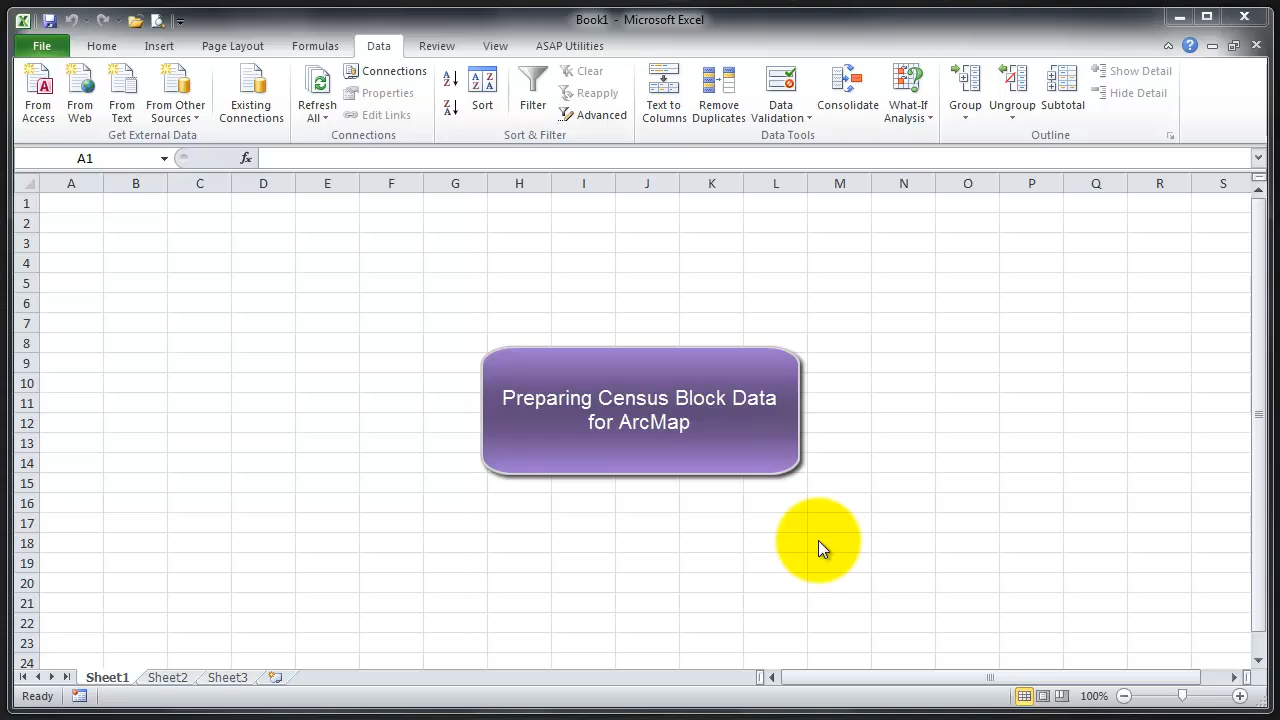 Book1 - Microsoft Excel
File Home Insert Page Layout Formulas Data Review View ASAP Utilities
From Access
From Web
From Text
From Other Sources
Existing Connections
Get External Data
Refresh All
Connections
Properties
Edit Links
Connections
A Z
Z A
Sort
Filter
Clear
Reapply
Advanced
Sort & Filter
Text to Columns
Remove Duplicates
Data Validation
Consolidate
What-If Analysis
Data Tools
Group
Ungroup
Subtotal
Show Detail
Hide Detail
Outline
A1 fx
A B C D E F G H I J K L M N O P Q R S
1
2
3
4
5
6
7
8
9
10
11
12
13
14
15
16
17
18
19
20
21
22
23
24
Preparing Census Block Data
for ArcMap
Sheet1 Sheet2 Sheet3
Ready 100%